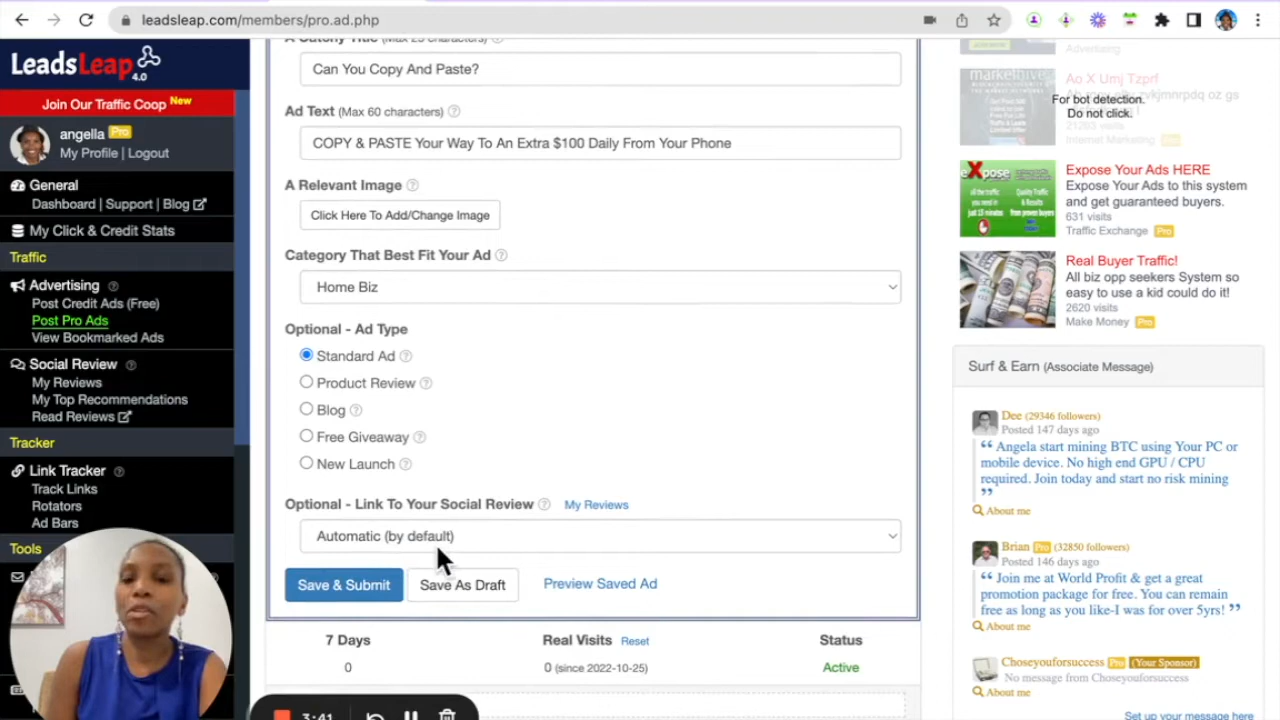 leadsleap.com/members/pro.ad.php
LeadsLeap 4.0
Join Our Traffic Coop New
angella Pro
My Profile | Logout
General
Dashboard | Support | Blog
My Click & Credit Stats
Traffic
Advertising
Post Credit Ads (Free)
Post Pro Ads
View Bookmarked Ads
Social Review
My Reviews
My Top Recommendations
Read Reviews
Tracker
Link Tracker
Track Links
Rotators
Ad Bars
Tools
A Catchy Title (Max 25 characters)
Can You Copy And Paste?
Ad Text (Max 60 characters)
COPY & PASTE Your Way To An Extra $100 Daily From Your Phone
A Relevant Image
Click Here To Add/Change Image
Category That Best Fit Your Ad
Home Biz
Optional - Ad Type
Standard Ad
Product Review
Blog
Free Giveaway
New Launch
Optional - Link To Your Social Review My Reviews
Automatic (by default)
Save & Submit Save As Draft Preview Saved Ad
7 Days Real Visits Reset Status
0 0 (since 2022-10-25) Active
3:41
Advertising
Ao X Umj Tzprf
For bot detection.
Do not click.
Internet Marketing Pro
Expose Your Ads HERE
Expose Your Ads to this system
and get guaranteed buyers.
631 visits
Traffic Exchange Pro
Real Buyer Traffic!
All biz opp seekers System so
easy to use a kid could do it!
2620 visits
Make Money Pro
Surf & Earn (Associate Message)
Dee (29346 followers)
Posted 147 days ago
“ Angela start mining BTC using Your PC or
mobile device. No high end GPU / CPU
required. Join today and start no risk mining
”
About me
Brian Pro (32850 followers)
Posted 146 days ago
“ Join me at World Profit & get a great
promotion package for free. You can remain
free as long as you like-I was for over 5yrs! ”
About me
Choseyouforsuccess Pro (Your Sponsor)
No message from Choseyouforsuccess
About me
Set up your message here